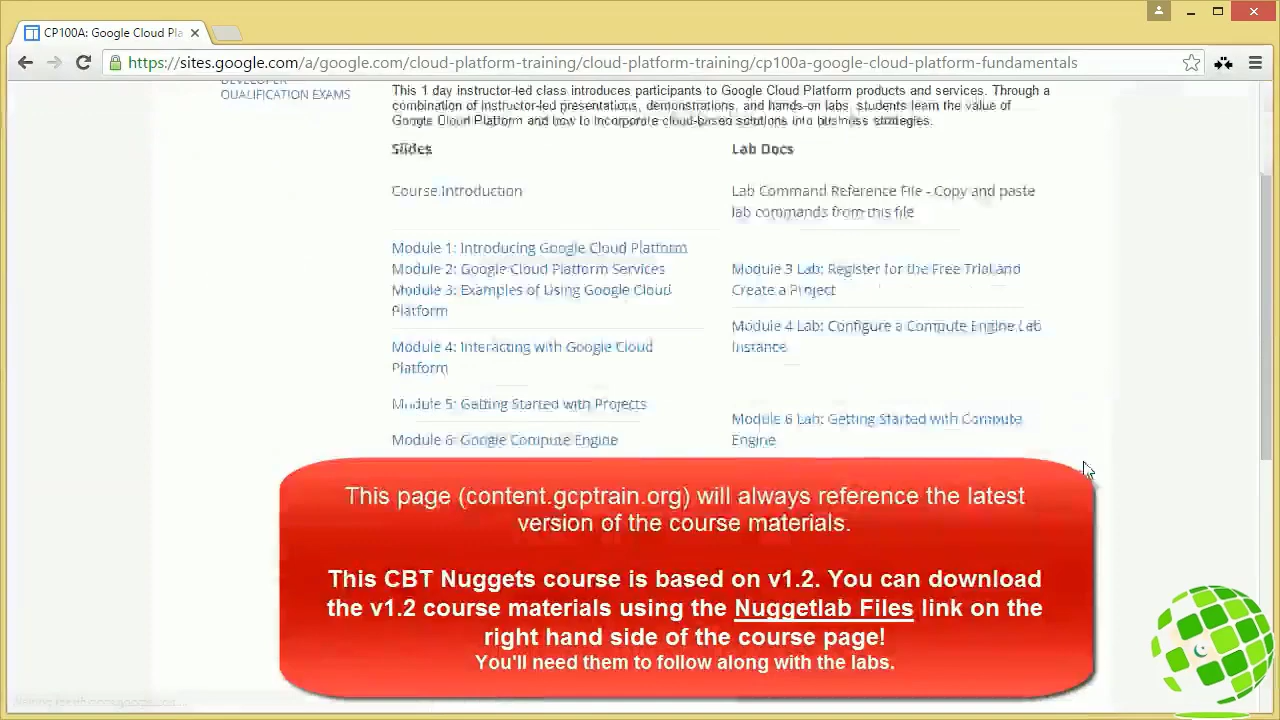 CP100A: Google Cloud Pla
https://sites.google.com/a/google.com/cloud-platform-training/cloud-platform-training/cp100a-google-cloud-platform-fundamentals
DEVELOPER
QUALIFICATION EXAMS
This 1 day instructor-led class introduces participants to Google Cloud Platform products and services. Through a
combination of instructor-led presentations, demonstrations, and hands-on labs, students learn the value of
Google Cloud Platform and how to incorporate cloud-based solutions into business strategies.
Slides
Lab Docs
Course Introduction
Lab Command Reference File - Copy and paste
lab commands from this file
Module 1: Introducing Google Cloud Platform
Module 2: Google Cloud Platform Services
Module 3: Examples of Using Google Cloud
Platform
Module 3 Lab: Register for the Free Trial and
Create a Project
Module 4: Interacting with Google Cloud
Platform
Module 4 Lab: Configure a Compute Engine Lab
Instance
Module 5: Getting Started with Projects
Module 6: Google Compute Engine
Module 6 Lab: Getting Started with Compute
Engine
This page (content.gcptrain.org) will always reference the latest
version of the course materials.
This CBT Nuggets course is based on v1.2. You can download
the v1.2 course materials using the Nuggetlab Files link on the
right hand side of the course page!
You'll need them to follow along with the labs.